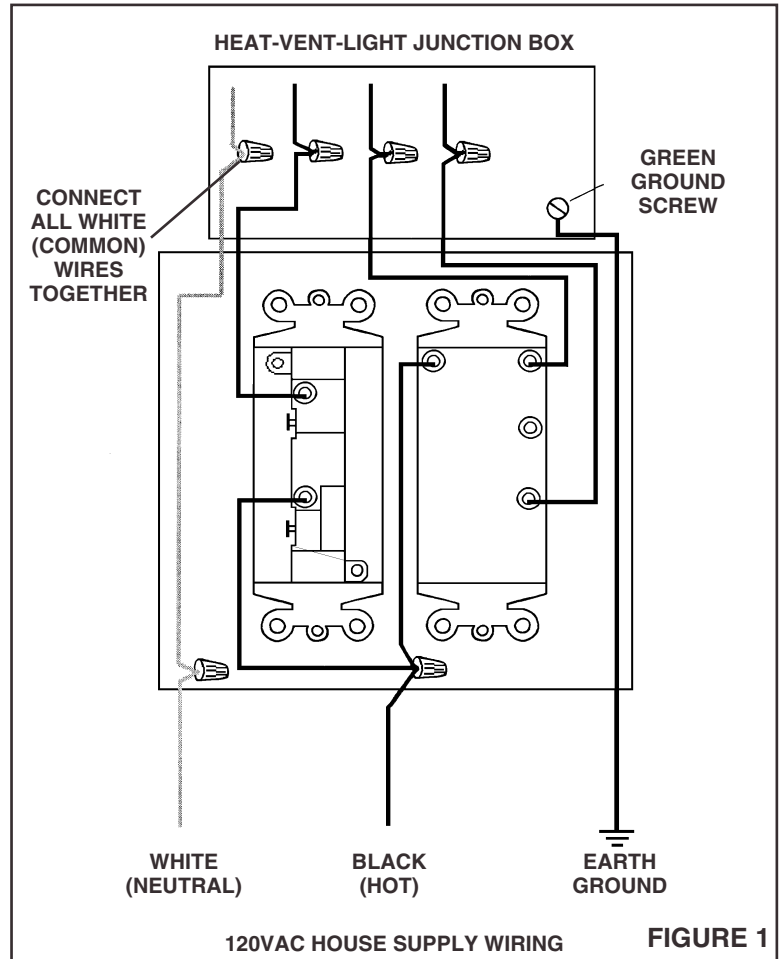 HEAT-VENT-LIGHT JUNCTION BOX
CONNECT
ALL WHITE
(COMMON)
WIRES
TOGETHER
GREEN
GROUND
SCREW
WHITE
(NEUTRAL)
BLACK
(HOT)
EARTH
GROUND
120VAC HOUSE SUPPLY WIRING
FIGURE 1